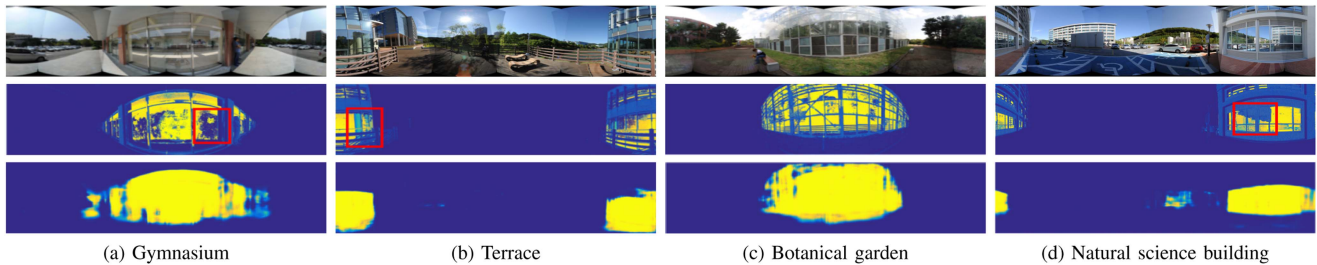 (a) Gymnasium
(b) Terrace
(c) Botanical garden
(d) Natural science building